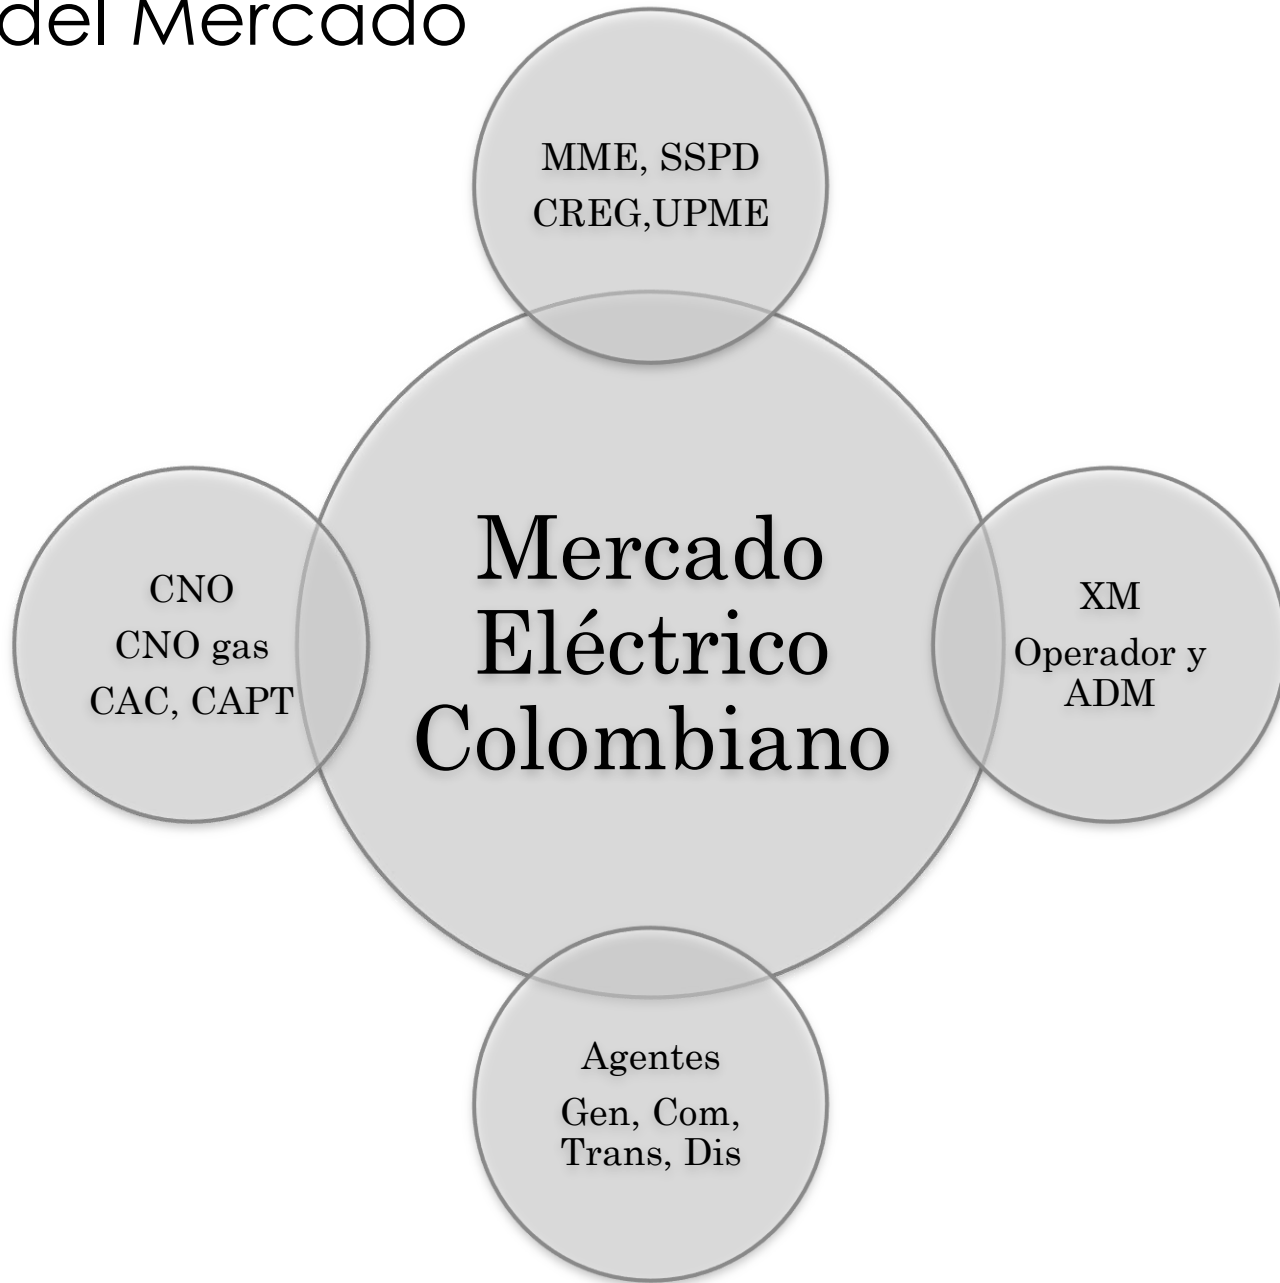 del Mercado
MME, SSPD
CREG,UPME
CNO
CNO gas
CAC, CAPT
Mercado
Eléctrico
Colombiano
XM
Operador y
ADM
Agentes
Gen, Com,
Trans, Dis